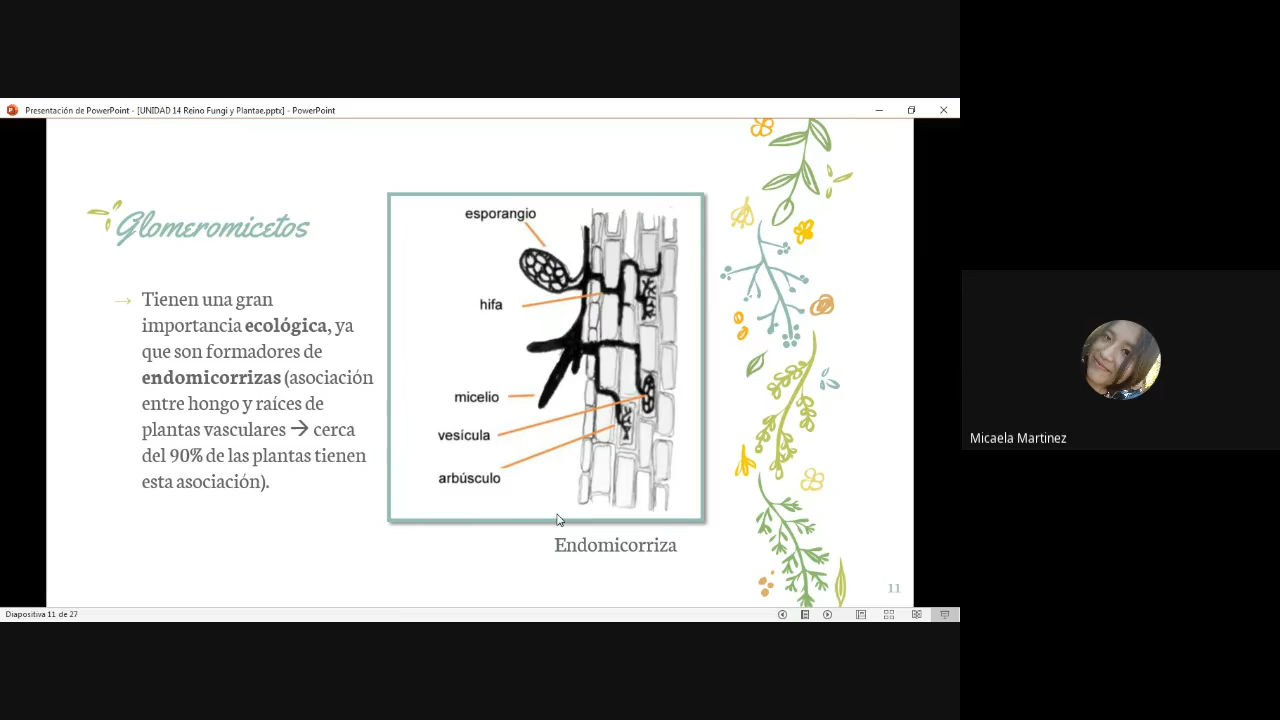 Presentación de PowerPoint - [UNIDAD 14 Reino Fungi y Plantae.pptx] - PowerPoint
Glomeromicetos
→ Tienen una gran
importancia ecológica, ya
que son formadores de
endomicorrizas (asociación
entre hongo y raíces de
plantas vasculares → cerca
del 90% de las plantas tienen
esta asociación).
esporangio
hifa
micelio
vesícula
arbúsculo
Endomicorriza
11
Diapositiva 11 de 27
Micaela Martinez